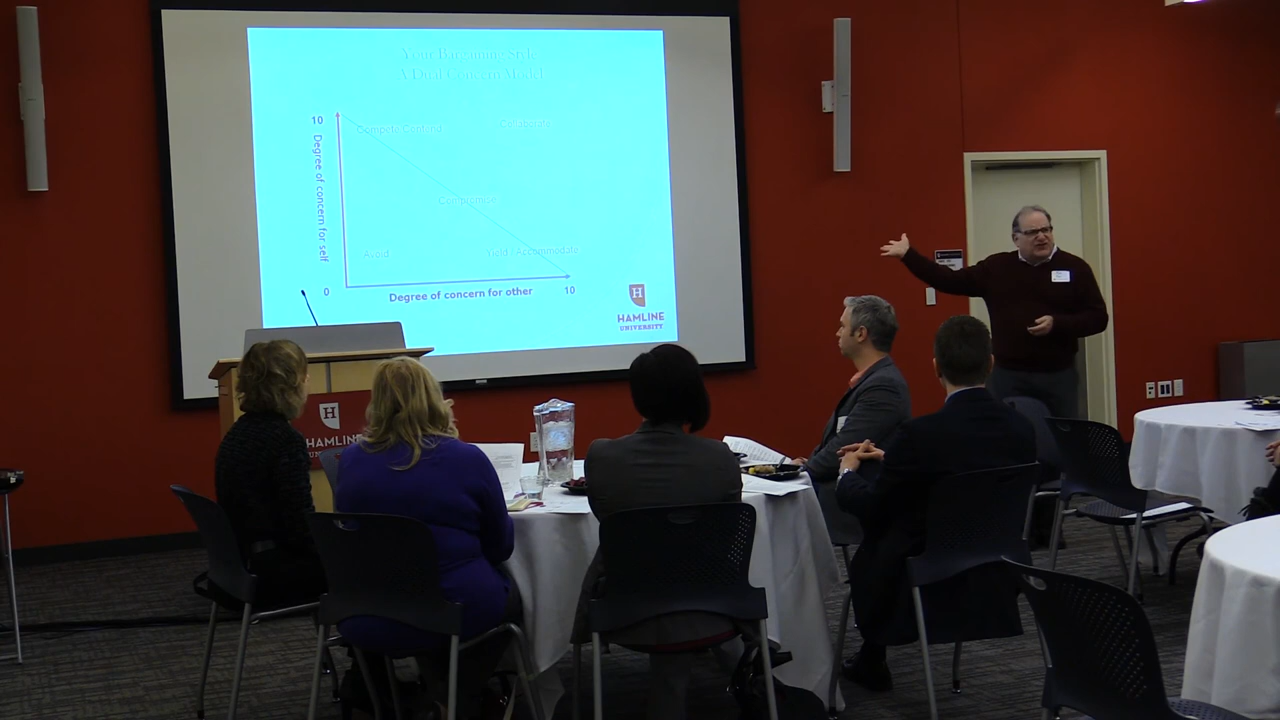 Your Bargaining Style
A Dual Concern Model
10
Compete/Contend
Collaborate
Degree of concern for self
Compromise
Avoid
Yield / Accommodate
0
Degree of concern for other
10
H
HAMLINE
UNIVERSITY
H
HAMLINE